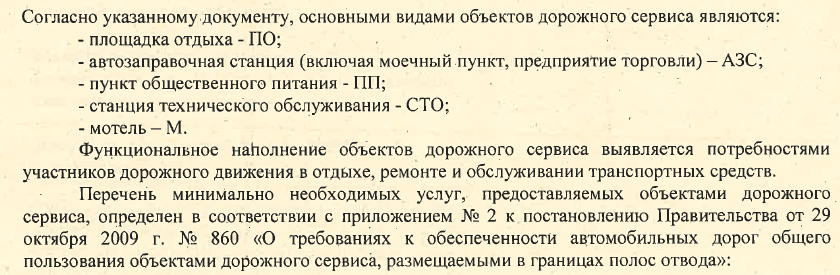 Согласно указанному документу, основными видами объектов дорожного сервиса являются:
- площадка отдыха - ПО;
- автозаправочная станция (включая моечный пункт, предприятие торговли) – АЗС;
- пункт общественного питания - ПП;
- станция технического обслуживания - СТО;
- мотель – М.
Функциональное наполнение объектов дорожного сервиса выявляется потребностями
участников дорожного движения в отдыхе, ремонте и обслуживании транспортных средств.
Перечень минимально необходимых услуг, предоставляемых объектами дорожного
сервиса, определен в соответствии с приложением № 2 к постановлению Правительства от 29
октября 2009 г. № 860 «О требованиях к обеспеченности автомобильных дорог общего
пользования объектами дорожного сервиса, размещаемыми в границах полос отвода»: